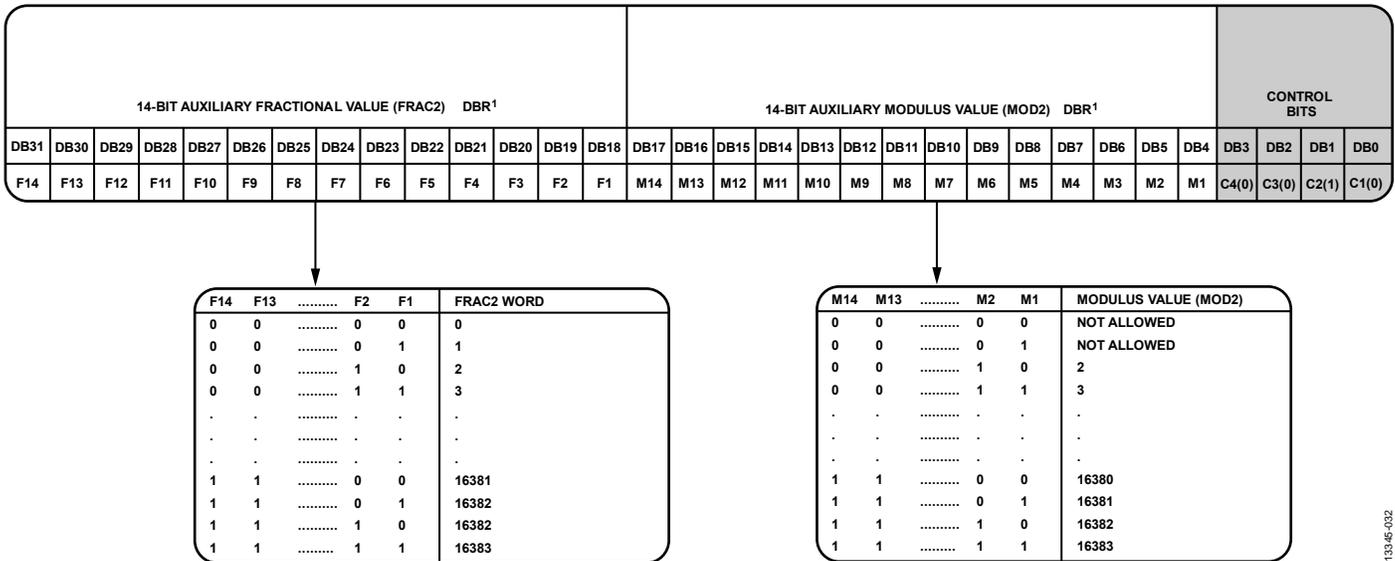 14-BIT AUXILIARY FRACTIONAL VALUE (FRAC2) DBR1
14-BIT AUXILIARY MODULUS VALUE (MOD2) DBR1
CONTROL
BITS
DB31 DB30 DB29 DB28 DB27 DB26 DB25 DB24 DB23 DB22 DB21 DB20 DB19 DB18 DB17 DB16 DB15 DB14 DB13 DB12 DB11 DB10 DB9 DB8 DB7 DB6 DB5 DB4 DB3 DB2 DB1 DB0
F14 F13 F12 F11 F10 F9 F8 F7 F6 F5 F4 F3 F2 F1 M14 M13 M12 M11 M10 M9 M8 M7 M6 M5 M4 M3 M2 M1 C4(0) C3(0) C2(1) C1(0)
F14 F13 .......... F2 F1 FRAC2 WORD
0 0 .......... 0 0 0
0 0 .......... 0 1 1
0 0 .......... 1 0 2
0 0 .......... 1 1 3
. . .......... . . .
. . .......... . . .
. . .......... . . .
1 1 .......... 0 0 16381
1 1 .......... 0 1 16382
1 1 .......... 1 0 16382
1 1 ......... 1 1 16383
M14 M13 .......... M2 M1 MODULUS VALUE (MOD2)
0 0 .......... 0 0 NOT ALLOWED
0 0 .......... 0 1 NOT ALLOWED
0 0 .......... 1 0 2
0 0 .......... 1 1 3
. . .......... . . .
. . .......... . . .
. . .......... . . .
1 1 .......... 0 0 16380
1 1 .......... 0 1 16381
1 1 .......... 1 0 16382
1 1 .......... 1 1 16383
13345-032